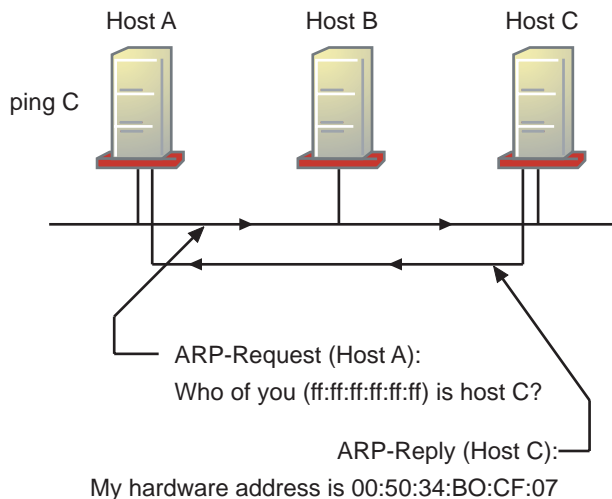 Host A
Host B
Host C
ping C
ARP-Request (Host A):
Who of you (ff:ff:ff:ff:ff:ff) is host C?
ARP-Reply (Host C):
My hardware address is 00:50:34:BO:CF:07